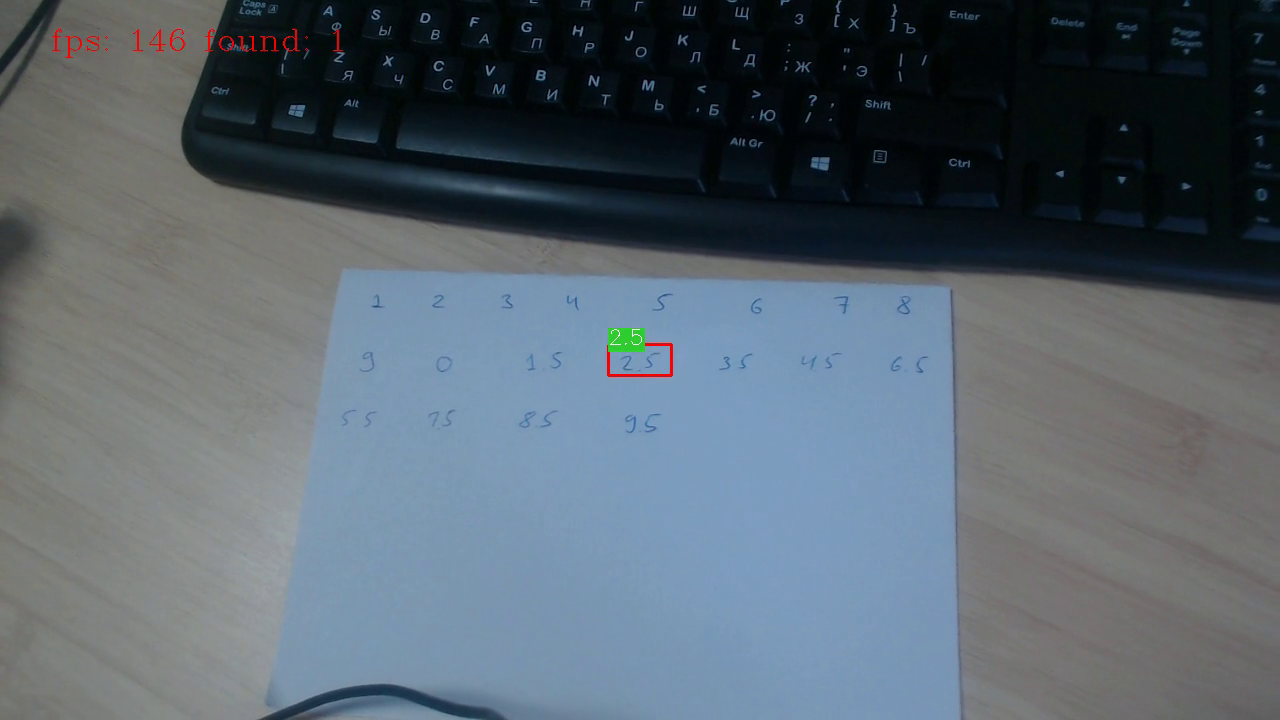 fps: 146 found; 1
Caps Lock A Ф S Ы D В F А G П H Р J О K Л L Д ; Ж " ' Э | \ / Enter Delete End Page Down 7
Shift | \ / Z Я X Ч C С V М B И N Т M Ь < , Б > . Ю ? / . , Shift 4
Ctrl Alt Alt Gr Ctrl 1
0
1 2 3 4 5 6 7 8
2.5
9 0 1.5 2.5 3.5 4.5 6.5
5.5 7.5 8.5 9.5